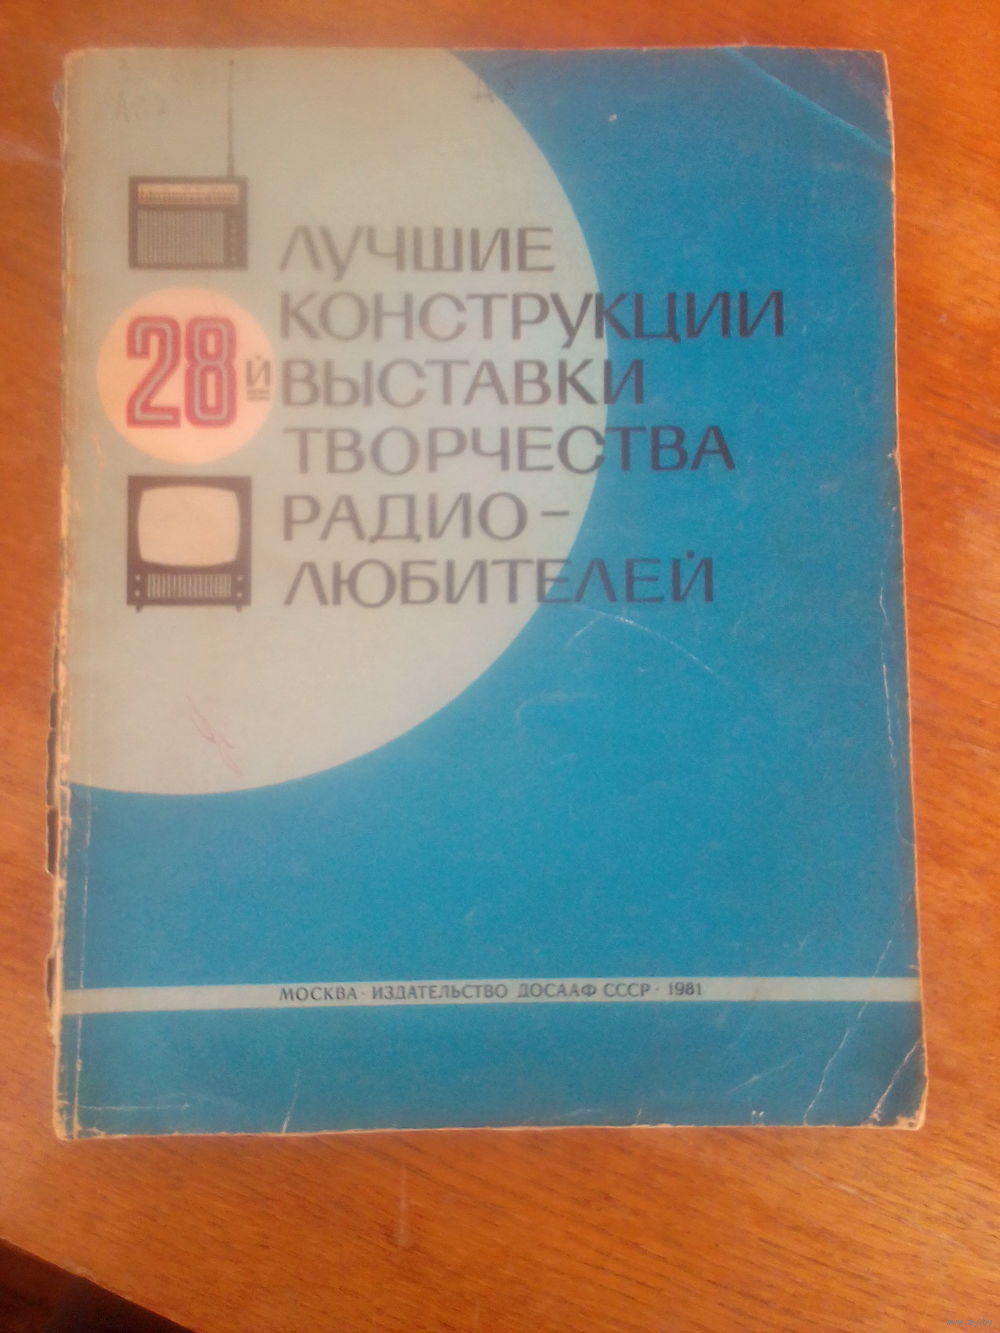 ЛУЧШИЕ
КОНСТРУКЦИИ
28й ВЫСТАВКИ
ТВОРЧЕСТВА
РАДИО-
ЛЮБИТЕЛЕЙ
МОСКВА · ИЗДАТЕЛЬСТВО ДОСААФ СССР · 1981